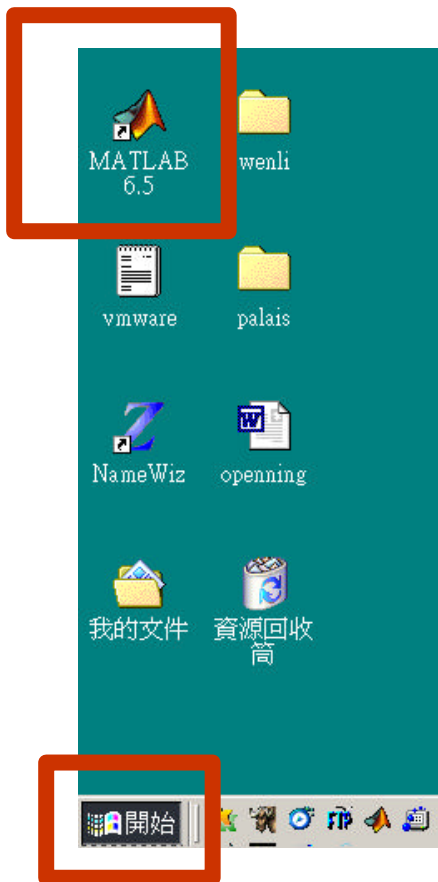 MATLAB
6.5
wenli
vmware
palais
NameWiz
openning
我的文件
資源回收
筒
開始
FTP